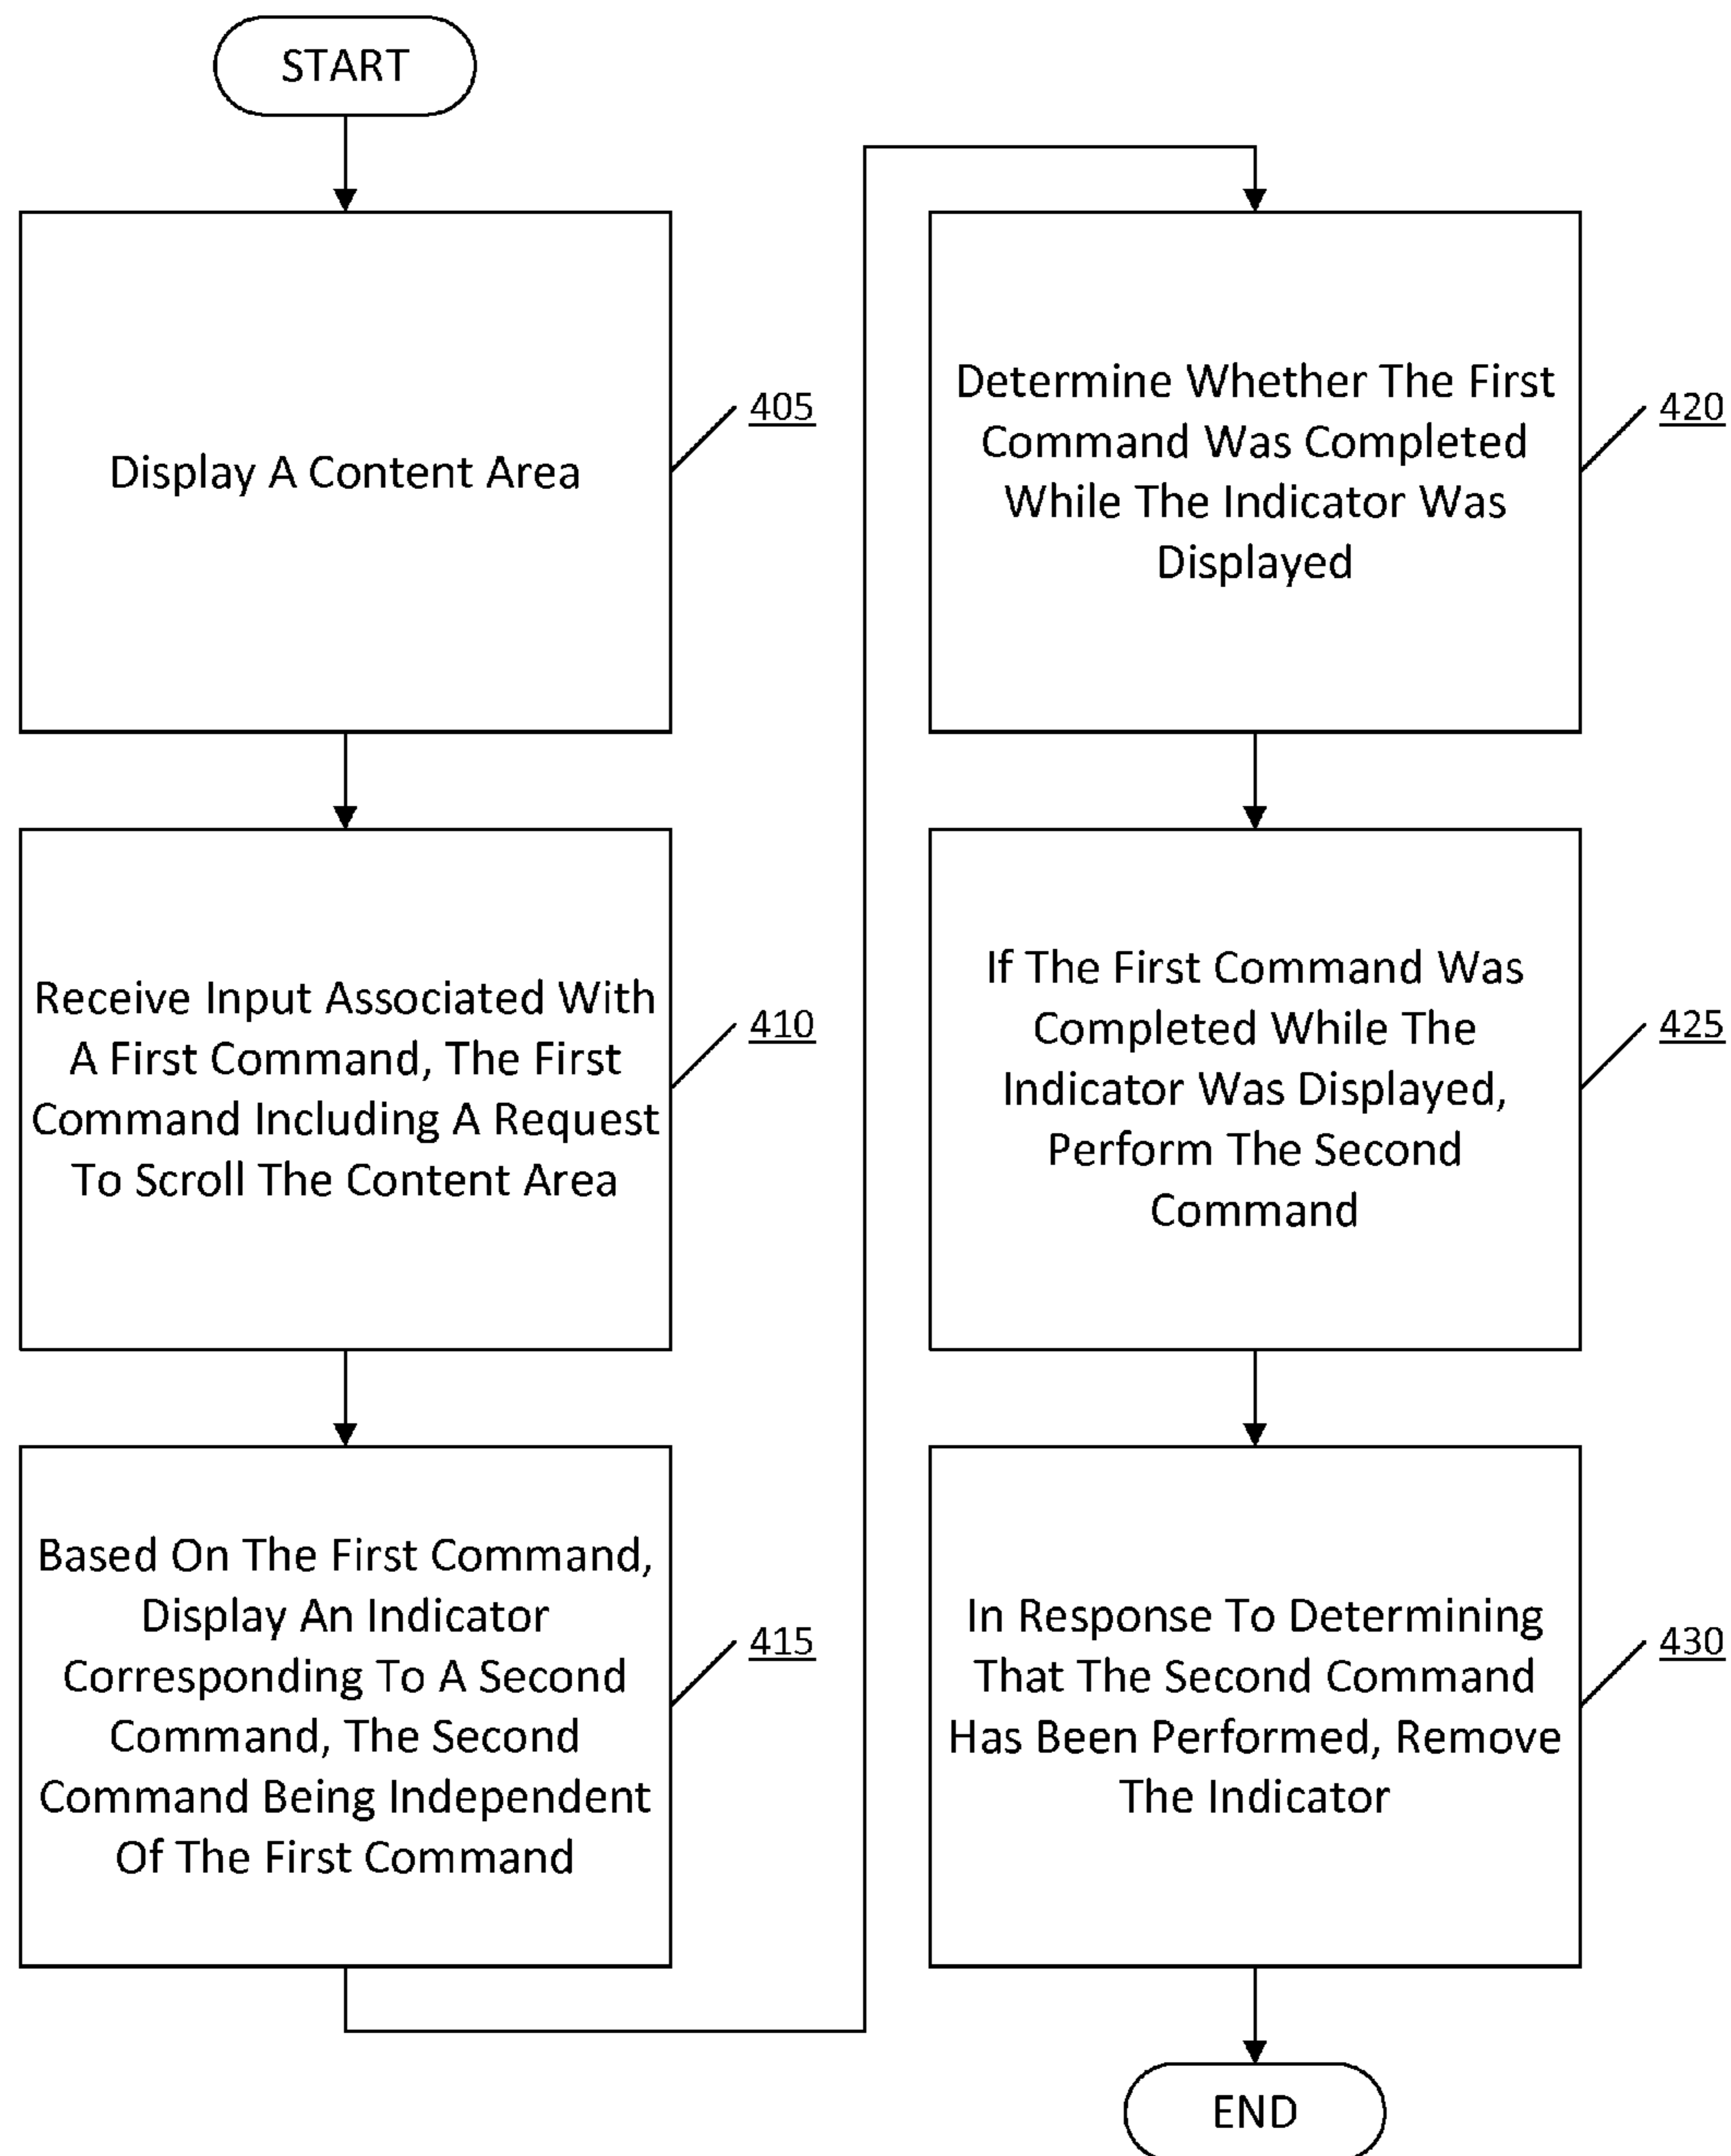 START
Display A Content Area
405
Receive Input Associated With
A First Command, The First
Command Including A Request
To Scroll The Content Area
410
Based On The First Command,
Display An Indicator
Corresponding To A Second
Command, The Second
Command Being Independent
Of The First Command
415
Determine Whether The First
Command Was Completed
While The Indicator Was
Displayed
420
If The First Command Was
Completed While The
Indicator Was Displayed,
Perform The Second
Command
425
In Response To Determining
That The Second Command
Has Been Performed, Remove
The Indicator
430
END